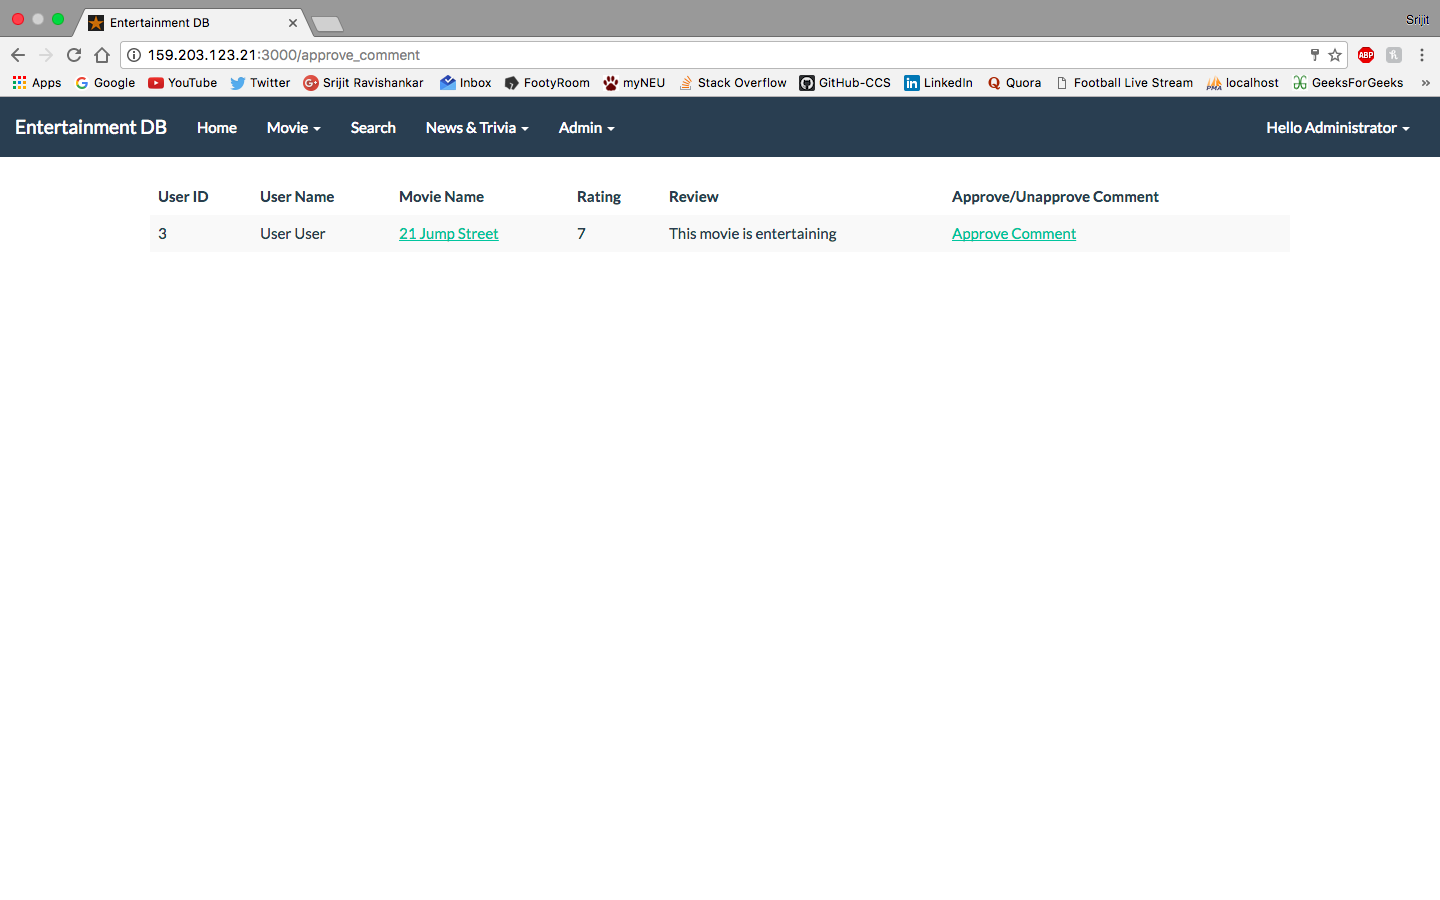 Entertainment DB
Srijit
159.203.123.21:3000/approve_comment
ABP
Apps Google YouTube Twitter Srijit Ravishankar Inbox FootyRoom myNEU Stack Overflow GitHub-CCS LinkedIn Quora Football Live Stream localhost GeeksForGeeks »
Entertainment DB Home Movie Search News & Trivia Admin Hello Administrator
User ID User Name Movie Name Rating Review Approve/Unapprove Comment
3 User User 21 Jump Street 7 This movie is entertaining Approve Comment